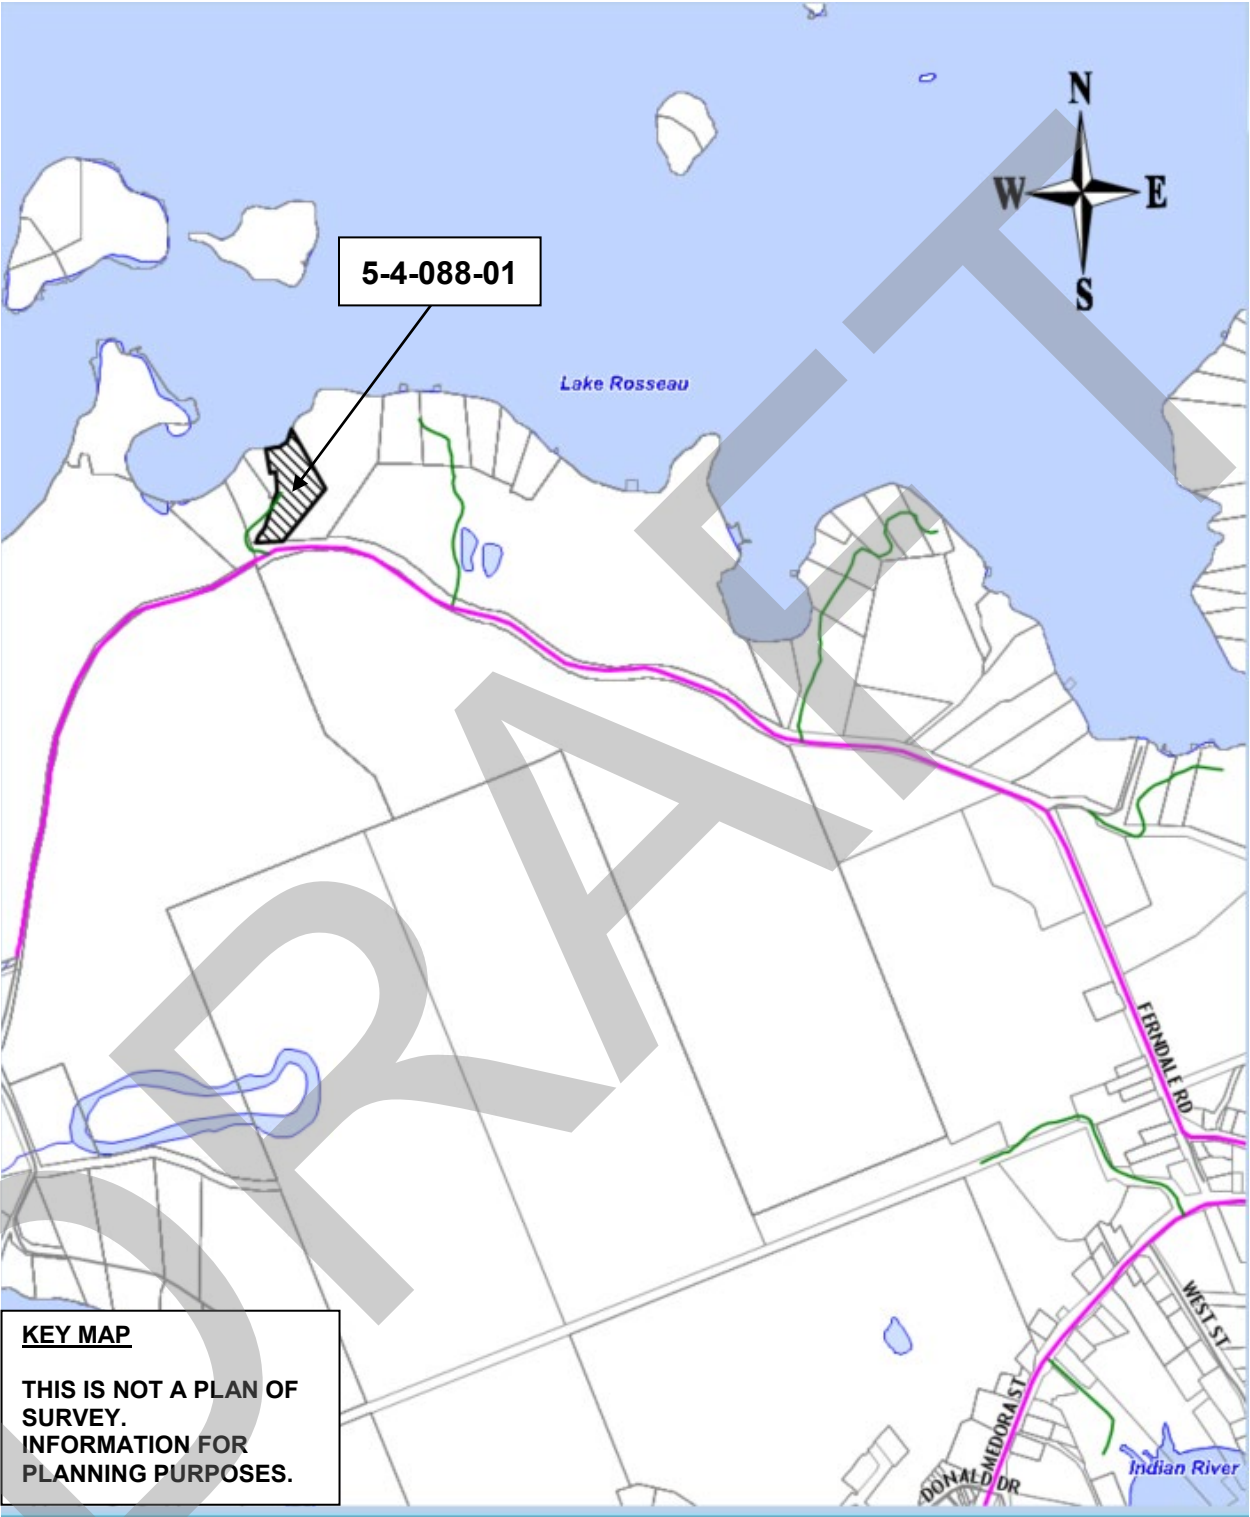 N
W E
S
5-4-088-01
Lake Rosseau
DRAFT
FERNDALE RD
WEST ST
MEDORA ST
DONALD DR
Indian River
KEY MAP
THIS IS NOT A PLAN OF
SURVEY.
INFORMATION FOR
PLANNING PURPOSES.